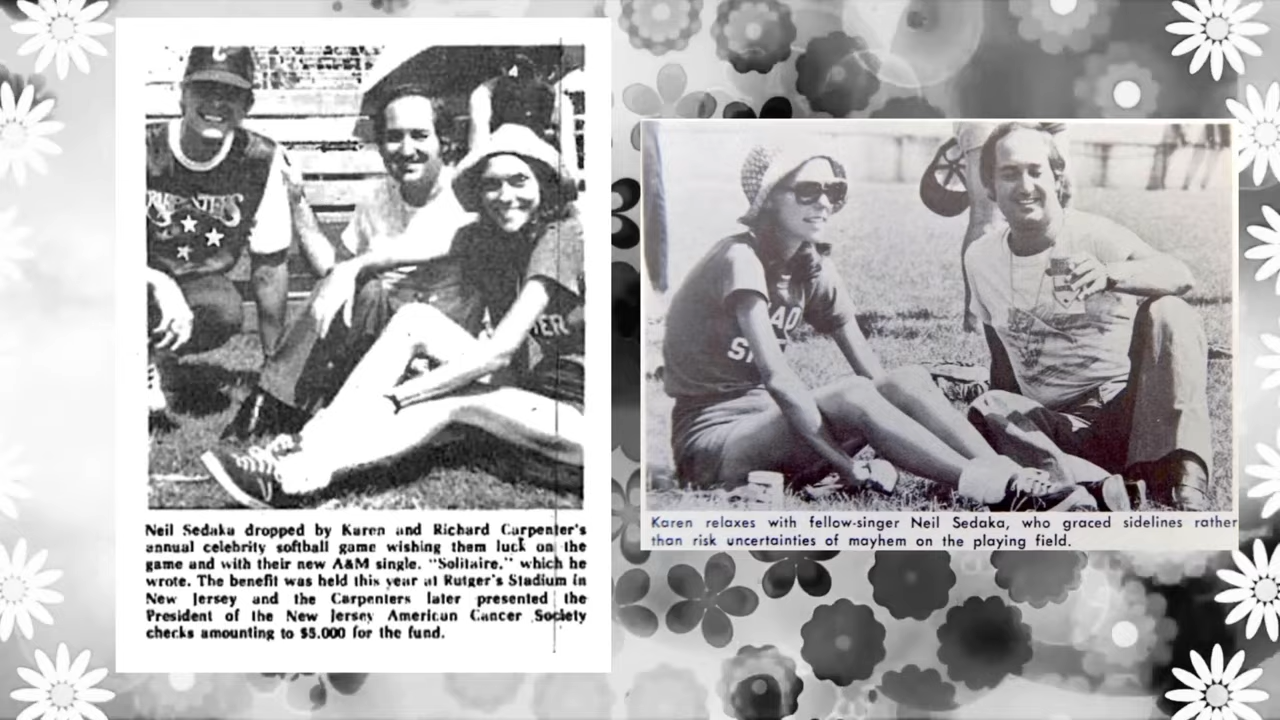 C
STER
Neil Sedaka dropped by Karen and Richard Carpenter's
annual celebrity softball game wishing them luck on the
game and with their new A&M single. "Solitaire," which he
wrote. The benefit was held this year at Rutger's Stadium in
New Jersey and the Carpenters later presented the
President of the New Jersey American Cancer Society
checks amounting to $5,000 for the fund.
Karen relaxes with fellow-singer Neil Sedaka, who graced sidelines rather
than risk uncertainties of mayhem on the playing field.